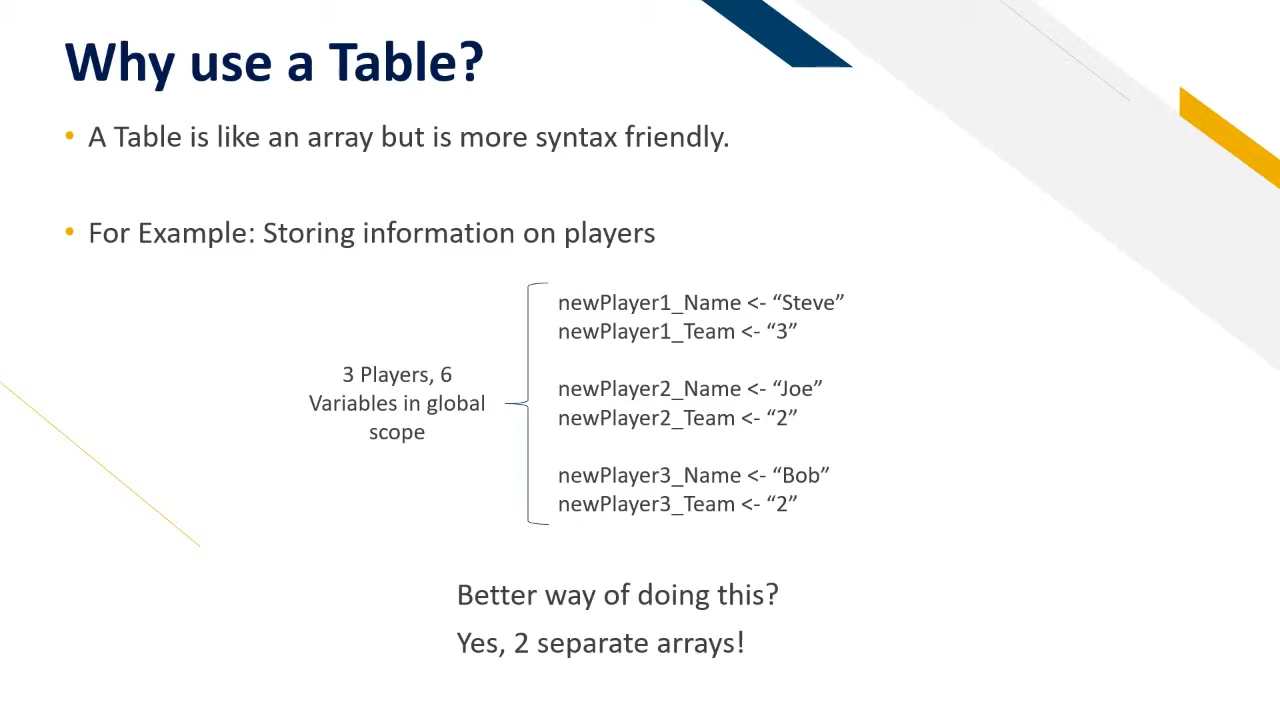 Why use a Table?
• A Table is like an array but is more syntax friendly.
• For Example: Storing information on players
3 Players, 6
Variables in global
scope
newPlayer1_Name <- “Steve”
newPlayer1_Team <- “3”
newPlayer2_Name <- “Joe”
newPlayer2_Team <- “2”
newPlayer3_Name <- “Bob”
newPlayer3_Team <- “2”
Better way of doing this?
Yes, 2 separate arrays!